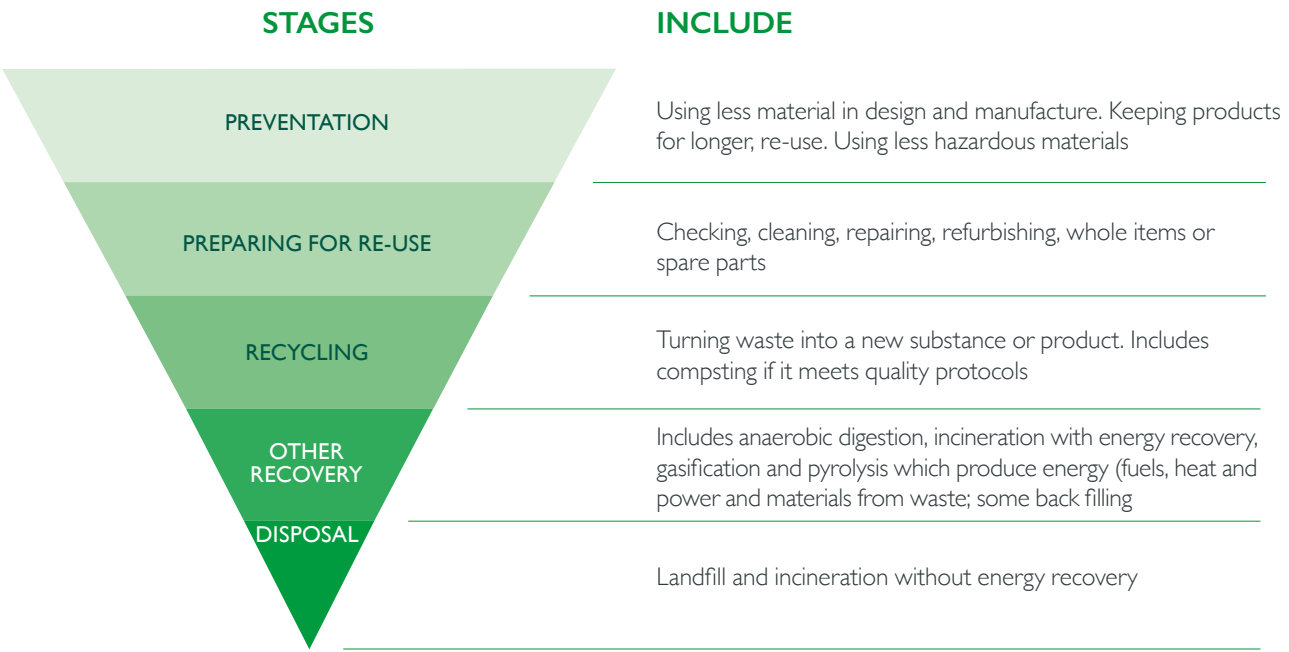 STAGES
INCLUDE
PREVENTATION
Using less material in design and manufacture. Keeping products
for longer, re-use. Using less hazardous materials
PREPARING FOR RE-USE
Checking, cleaning, repairing, refurbishing, whole items or
spare parts
RECYCLING
Turning waste into a new substance or product. Includes
compsting if it meets quality protocols
OTHER
RECOVERY
Includes anaerobic digestion, incineration with energy recovery,
gasification and pyrolysis which produce energy (fuels, heat and
power and materials from waste; some back filling
DISPOSAL
Landfill and incineration without energy recovery